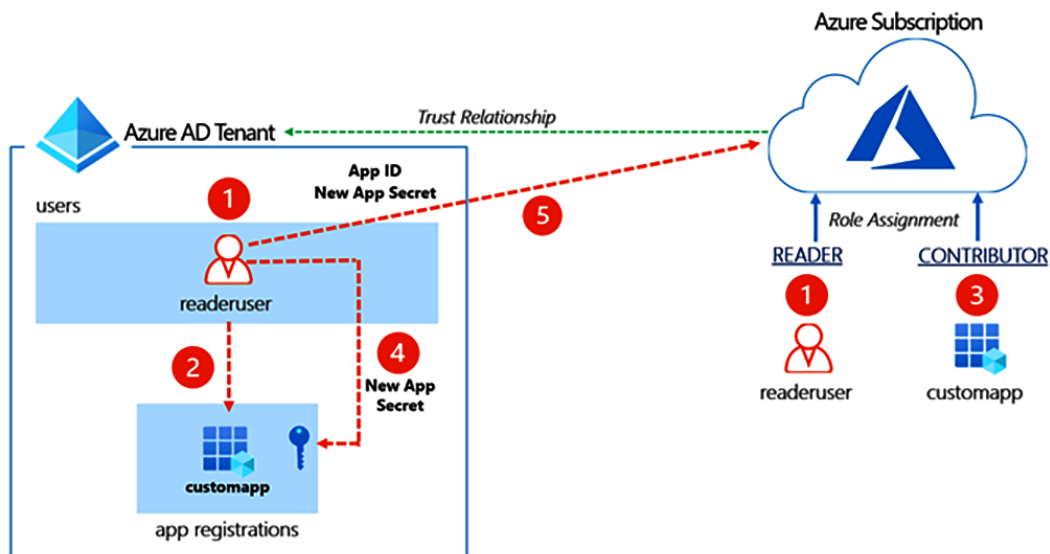 Azure Subscription
Trust Relationship
Azure AD Tenant
App ID
New App Secret
1
users
5
Role Assignment
READER
CONTRIBUTOR
1
3
readeruser
2
4
New App
Secret
readeruser
customapp
customapp
app registrations